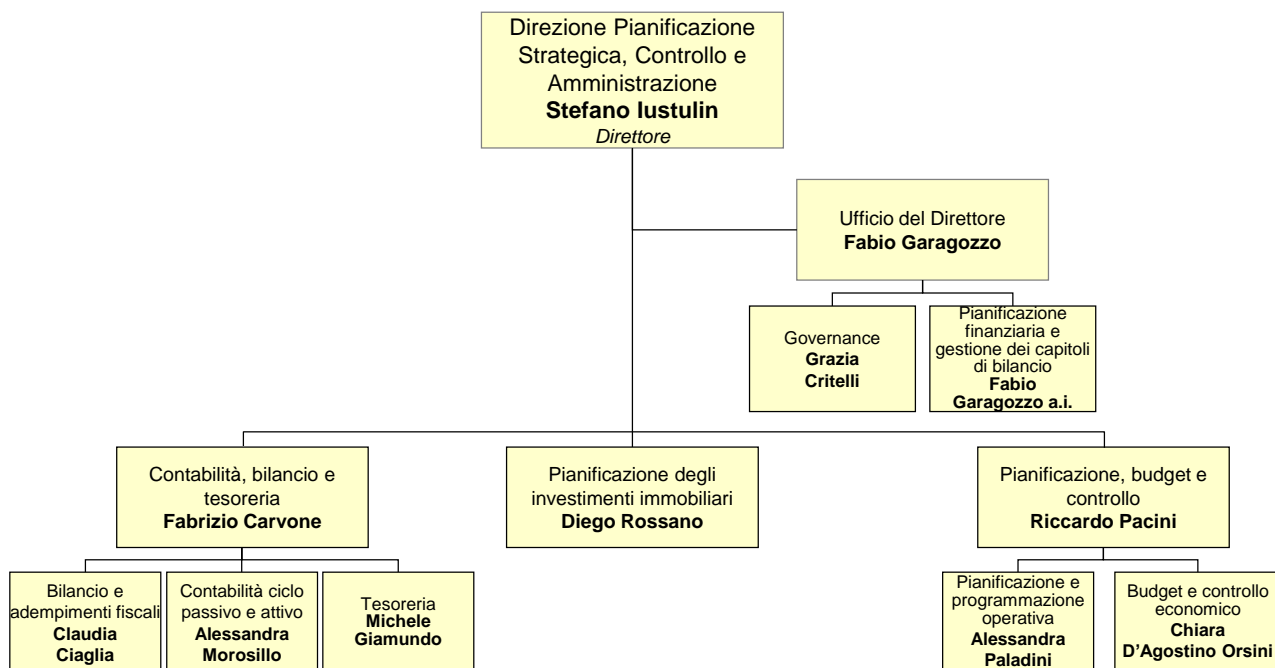 Direzione Pianificazione
Strategica, Controllo e
Amministrazione
Stefano Iustulin
Direttore
Ufficio del Direttore
Fabio Garagozzo
Governance
Grazia
Critelli
Pianificazione
finanziaria e
gestione dei capitoli
di bilancio
Fabio
Garagozzo a.i.
Contabilità, bilancio e
tesoreria
Fabrizio Carvone
Pianificazione degli
investimenti immobiliari
Diego Rossano
Pianificazione, budget e
controllo
Riccardo Pacini
Bilancio e
adempimenti fiscali
Claudia
Ciaglia
Contabilità ciclo
passivo e attivo
Alessandra
Morosillo
Tesoreria
Michele
Giamundo
Pianificazione e
programmazione
operativa
Alessandra
Paladini
Budget e controllo
economico
Chiara
D’Agostino Orsini